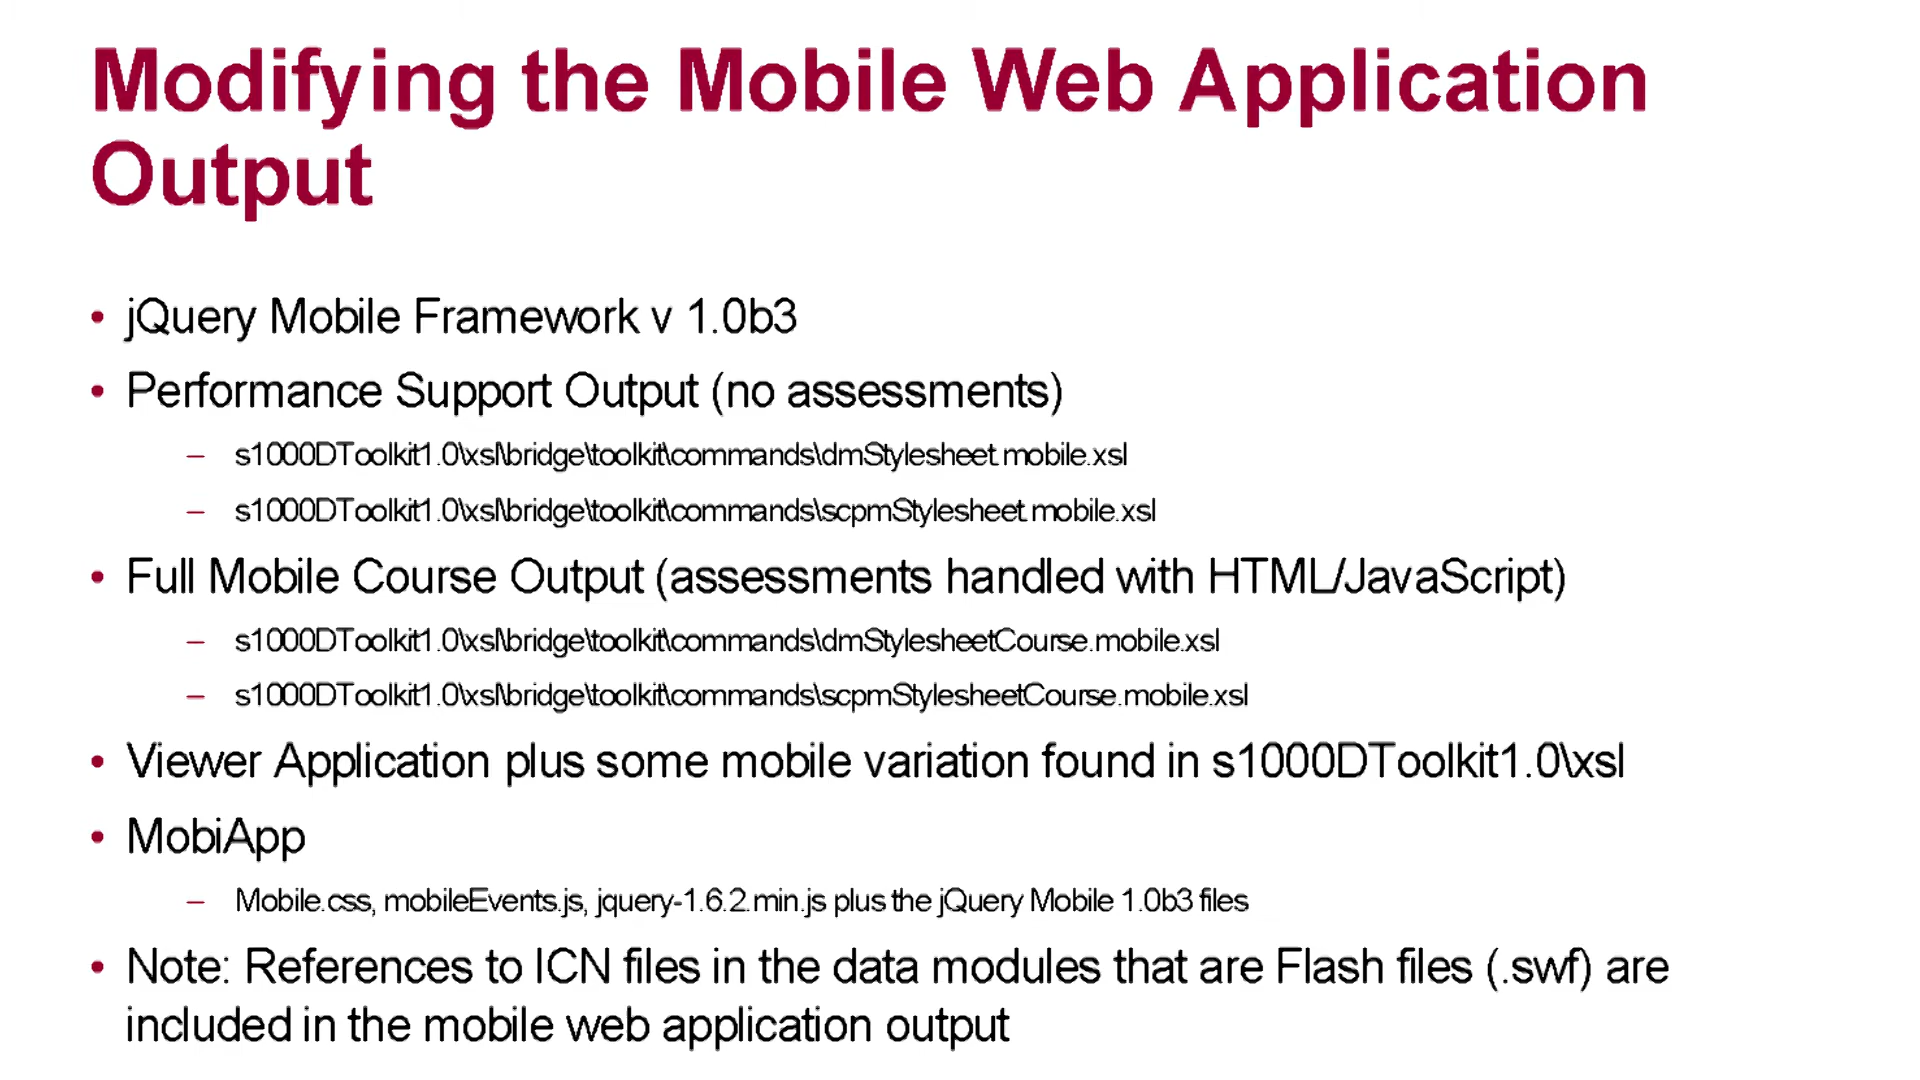 Modifying the Mobile Web Application
Output
• jQuery Mobile Framework v 1.0b3
• Performance Support Output (no assessments)
– s1000DToolkit1.0\xsl\bridge\toolkit\commands\dmStylesheet.mobile.xsl
– s1000DToolkit1.0\xsl\bridge\toolkit\commands\scpmStylesheet.mobile.xsl
• Full Mobile Course Output (assessments handled with HTML/JavaScript)
– s1000DToolkit1.0\xsl\bridge\toolkit\commands\dmStylesheetCourse.mobile.xsl
– s1000DToolkit1.0\xsl\bridge\toolkit\commands\scpmStylesheetCourse.mobile.xsl
• Viewer Application plus some mobile variation found in s1000DToolkit1.0\xsl
• MobiApp
– Mobile.css, mobileEvents.js, jquery-1.6.2.min.js plus the jQuery Mobile 1.0b3 files
• Note: References to ICN files in the data modules that are Flash files (.swf) are
included in the mobile web application output